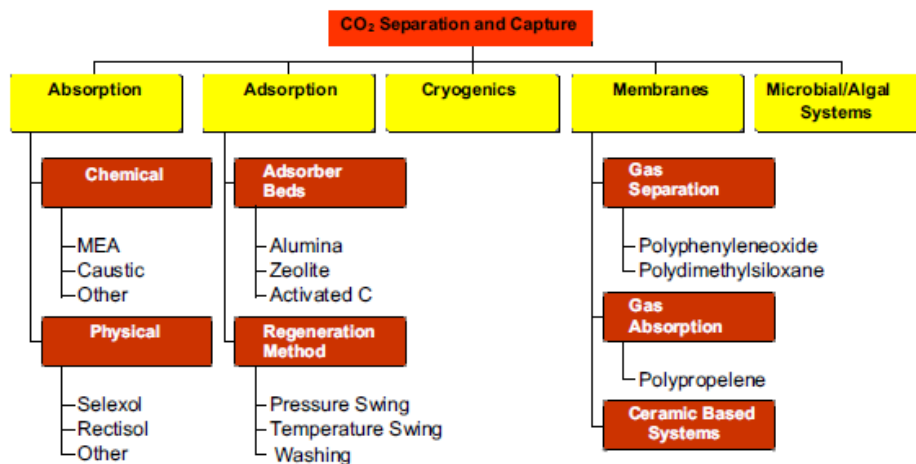 CO₂ Separation and Capture
Absorption
Adsorption
Cryogenics
Membranes
Microbial/Algal
Systems
Chemical
MEA
Caustic
Other
Physical
Selexol
Rectisol
Other
Adsorber
Beds
Alumina
Zeolite
Activated C
Regeneration
Method
Pressure Swing
Temperature Swing
Washing
Gas
Separation
Polyphenyleneoxide
Polydimethylsiloxane
Gas
Absorption
Polypropelene
Ceramic Based
Systems